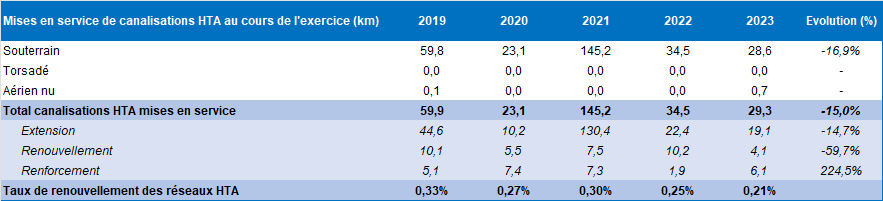 Mises en service de canalisations HTA au cours de l'exercice (km) 2019 2020 2021 2022 2023 Evolution (%)
Souterrain 59,8 23,1 145,2 34,5 28,6 -16,9%
Torsadé 0,0 0,0 0,0 0,0 0,0 -
Aérien nu 0,1 0,0 0,0 0,0 0,7 -
Total canalisations HTA mises en service 59,9 23,1 145,2 34,5 29,3 -15,0%
Extension 44,6 10,2 130,4 22,4 19,1 -14,7%
Renouvellement 10,1 5,5 7,5 10,2 4,1 -59,7%
Renforcement 5,1 7,4 7,3 1,9 6,1 224,5%
Taux de renouvellement des réseaux HTA 0,33% 0,27% 0,30% 0,25% 0,21%